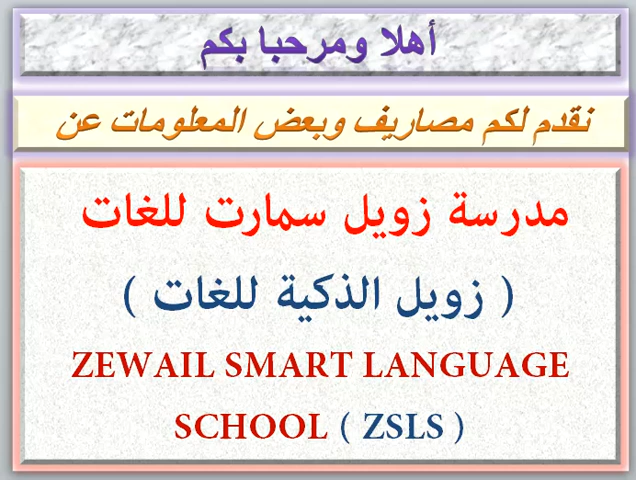 أهلا ومرحبا بكم
نقدم لكم مصاريف وبعض المعلومات عن
مدرسة زويل سمارت للغات
( زويل الذكية للغات )
ZEWAIL SMART LANGUAGE
SCHOOL ( ZSLS )